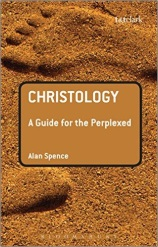 t&tclark
CHRISTOLOGY
A Guide for the Perplexed
Alan Spence
BLOOMSBURY